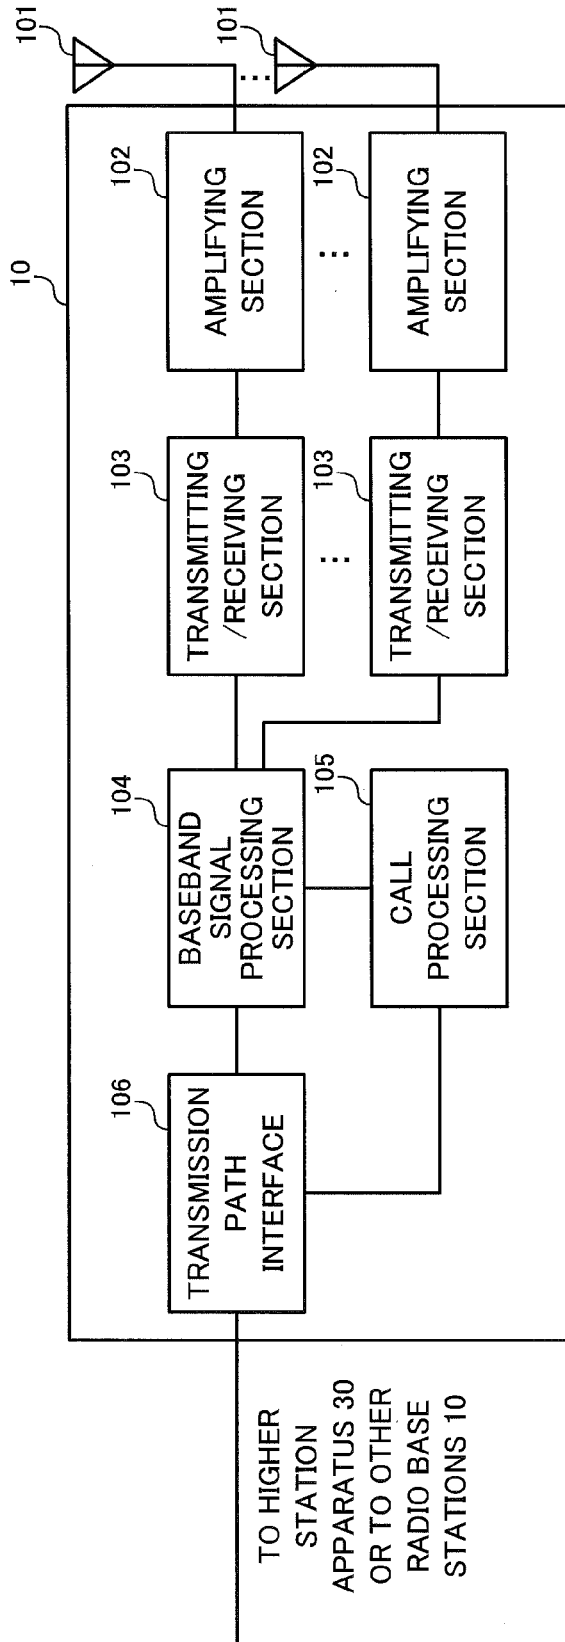 10
101
101
102
AMPLIFYING
SECTION
102
AMPLIFYING
SECTION
103
TRANSMITTING
/RECEIVING
SECTION
103
TRANSMITTING
/RECEIVING
SECTION
104
BASEBAND
SIGNAL
PROCESSING
SECTION
105
CALL
PROCESSING
SECTION
106
TRANSMISSION
PATH
INTERFACE
TO HIGHER
STATION
APPARATUS 30
OR TO OTHER
RADIO BASE
STATIONS 10